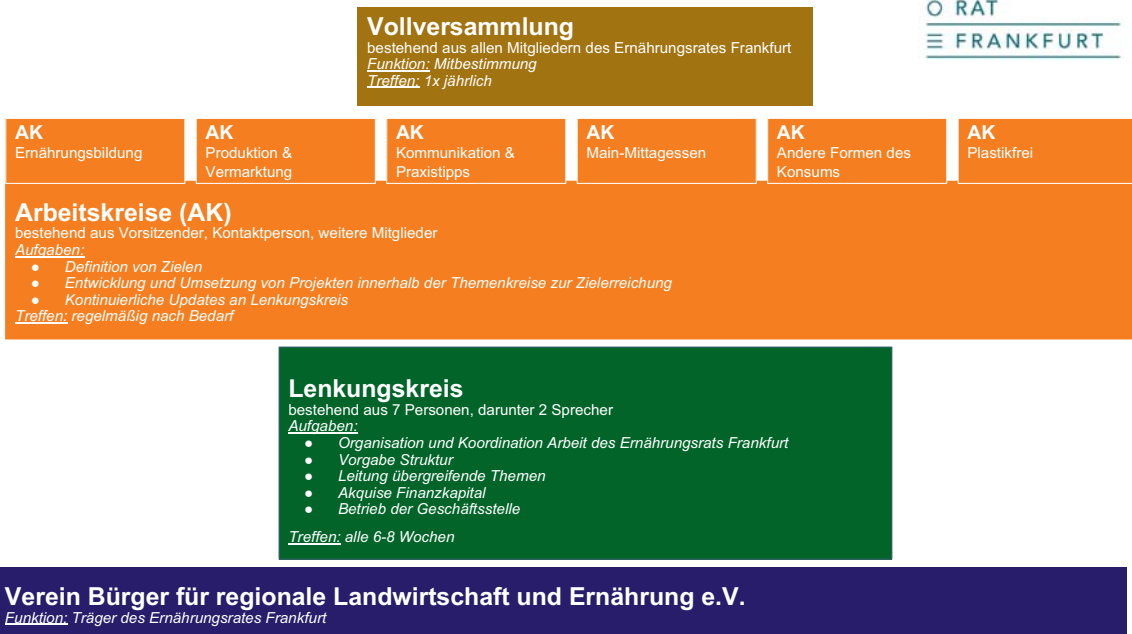 Vollversammlung
bestehend aus allen Mitgliedern des Ernährungsrates Frankfurt
Funktion: Mitbestimmung
Treffen: 1x jährlich
RAT
FRANKFURT
AK
Ernährungsbildung
AK
Produktion &
Vermarktung
AK
Kommunikation &
Praxistipps
AK
Main-Mittagessen
AK
Andere Formen des
Konsums
AK
Plastikfrei
Arbeitskreise (AK)
bestehend aus Vorsitzender, Kontaktperson, weitere Mitglieder
Aufgaben:
● Definition von Zielen
● Entwicklung und Umsetzung von Projekten innerhalb der Themenkreise zur Zielerreichung
● Kontinuierliche Updates an Lenkungskreis
Treffen: regelmäßig nach Bedarf
Lenkungskreis
bestehend aus 7 Personen, darunter 2 Sprecher
Aufgaben:
● Organisation und Koordination Arbeit des Ernährungsrats Frankfurt
● Vorgabe Struktur
● Leitung übergreifende Themen
● Akquise Finanzkapital
● Betrieb der Geschäftsstelle
Treffen: alle 6-8 Wochen
Verein Bürger für regionale Landwirtschaft und Ernährung e.V.
Funktion: Träger des Ernährungsrates Frankfurt